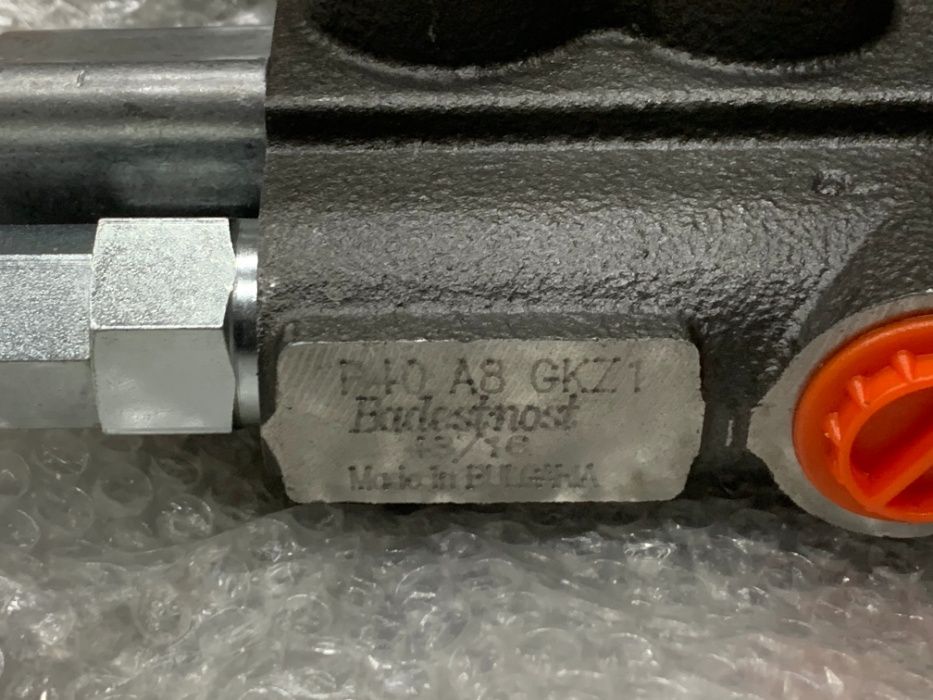 P40 A8 GKZ1
Badestnost
Made in BULGARIA